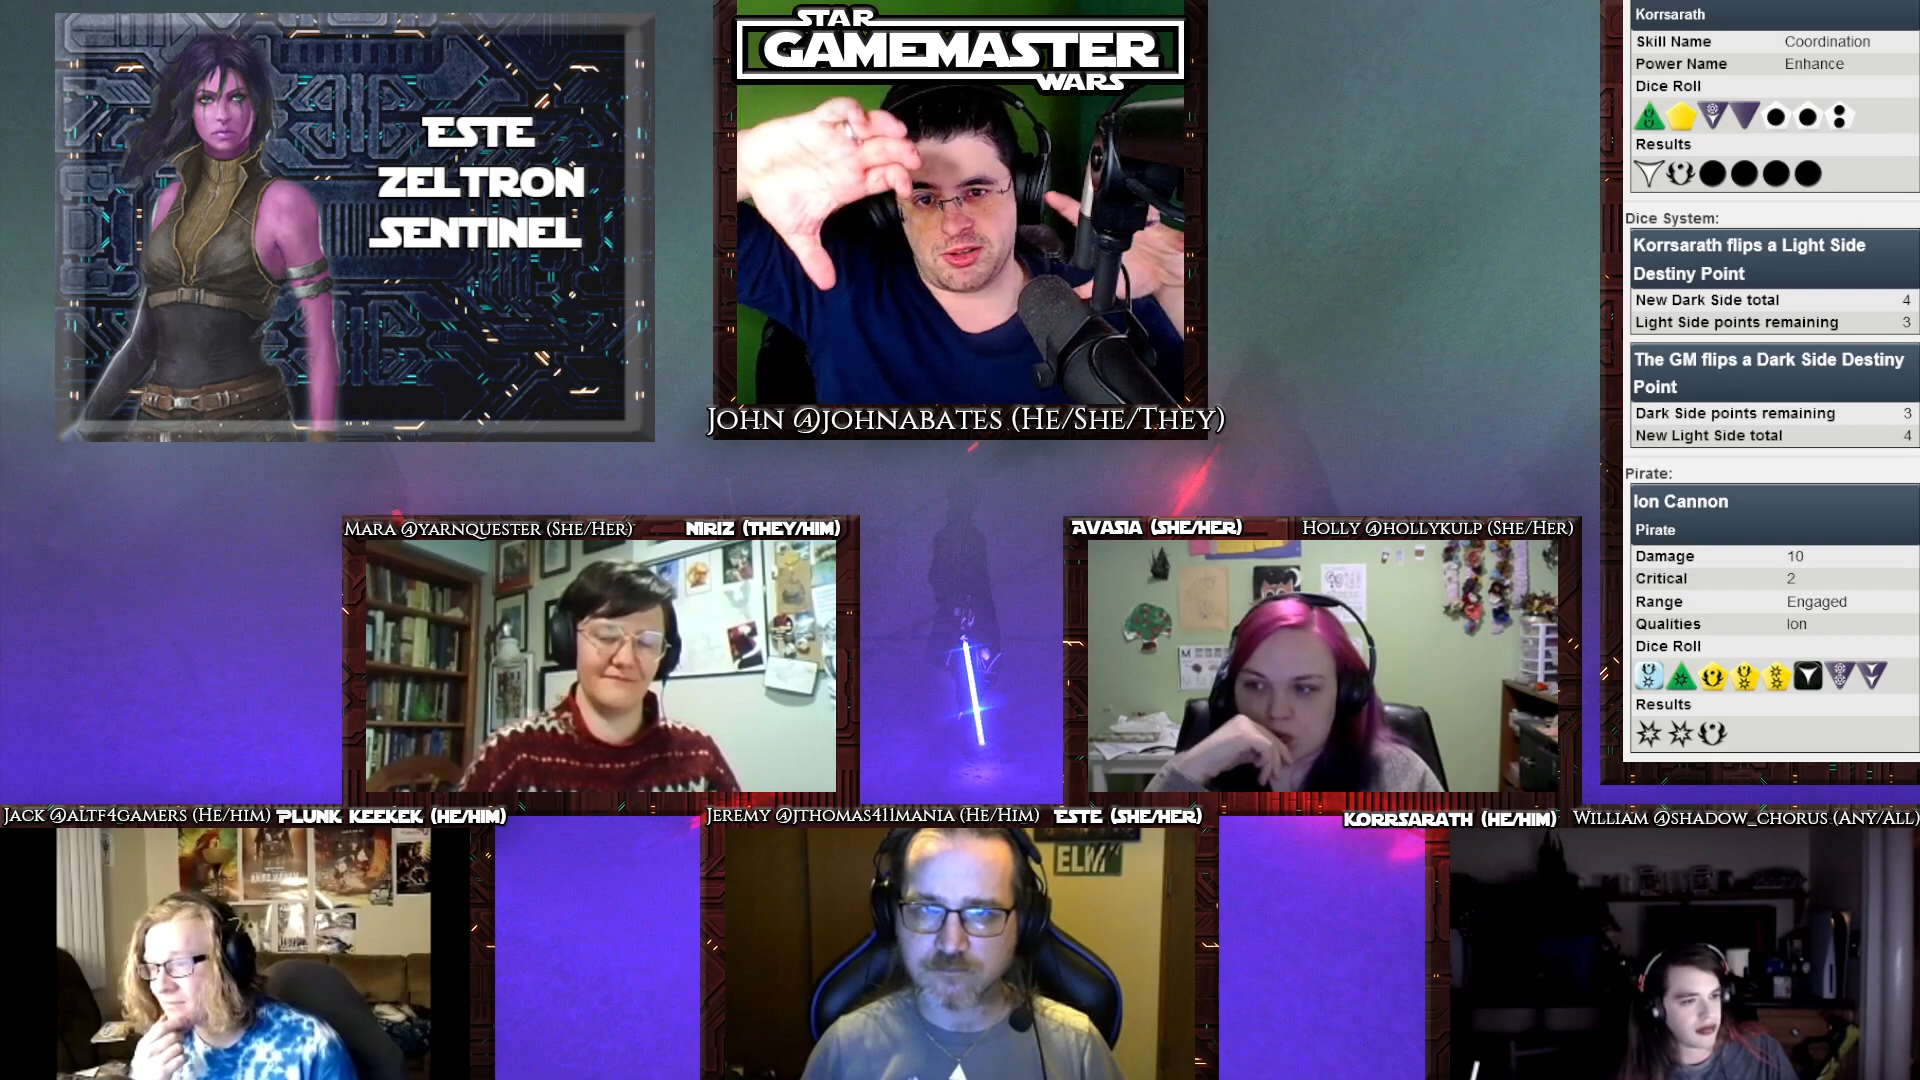 ESTE
ZELTRON
SENTINEL
STAR
GAMEMASTER
WARS
John @johnabates (He/She/They)
Korrsarath
Skill Name Coordination
Power Name Enhance
Dice Roll
Results
Dice System:
Korrsarath flips a Light Side
Destiny Point
New Dark Side total 4
Light Side points remaining 3
The GM flips a Dark Side Destiny
Point
Dark Side points remaining 3
New Light Side total 4
Pirate:
Ion Cannon
Pirate
Damage 10
Critical 2
Range Engaged
Qualities Ion
Dice Roll
Results
Mara @yarnquester (She/Her) Niriz (They/Him)
Avasia (She/Her) Holly @hollykulp (She/Her)
Jack @altf4gamers (He/him) Plunk Keekek (He/Him)
Jeremy @jthomas411mania (He/Him) Este (She/Her)
Korrsarath (He/Him) William @shadow_chorus (Any/All)
ELM